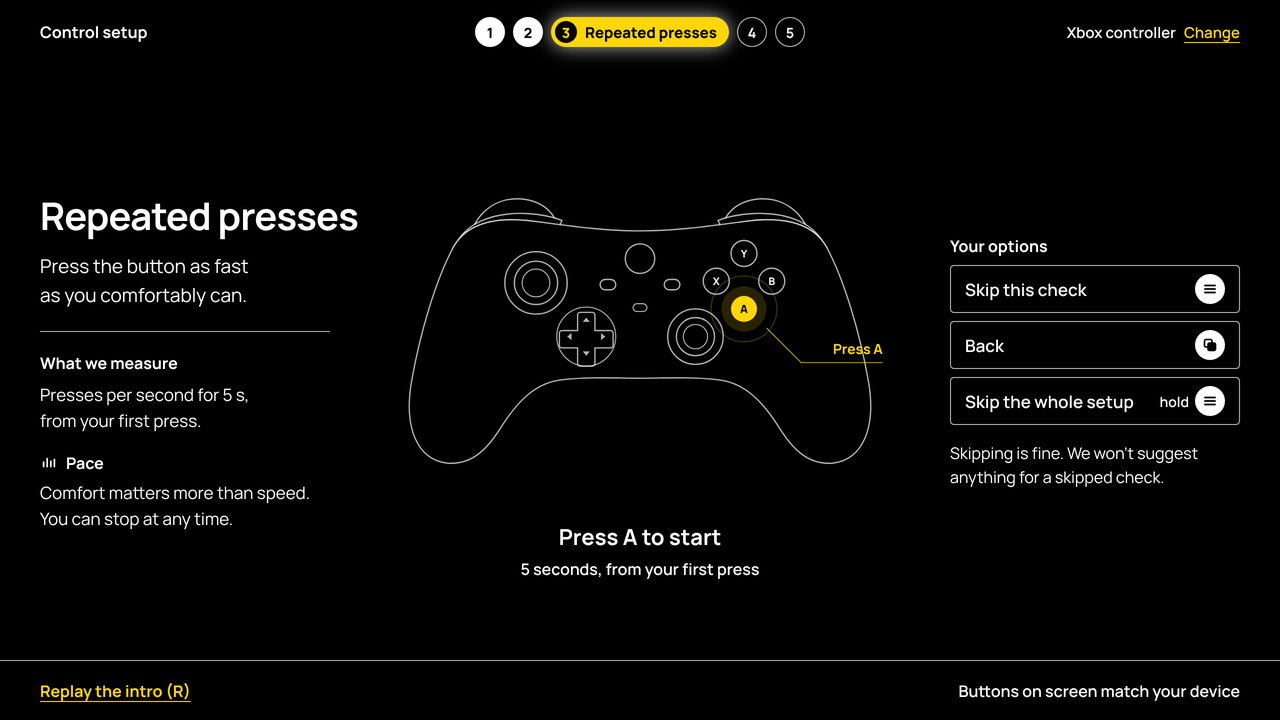 Control setup
1
2
3 Repeated presses
4
5
Xbox controller Change
Repeated presses
Press the button as fast
as you comfortably can.
What we measure
Presses per second for 5 s,
from your first press.
Pace
Comfort matters more than speed.
You can stop at any time.
Y
X
B
A
Press A
Press A to start
5 seconds, from your first press
Your options
Skip this check
Back
Skip the whole setup hold
Skipping is fine. We won't suggest
anything for a skipped check.
Replay the intro (R)
Buttons on screen match your device